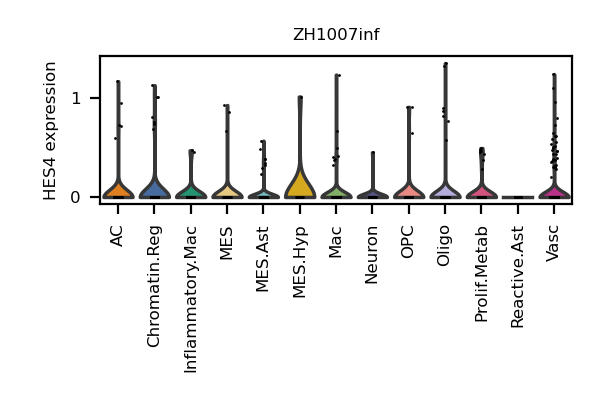 ZH1007inf
HES4 expression
1
0
AC
Chromatin.Reg
Inflammatory.Mac
MES
MES.Ast
MES.Hyp
Mac
Neuron
OPC
Oligo
Prolif.Metab
Reactive.Ast
Vasc